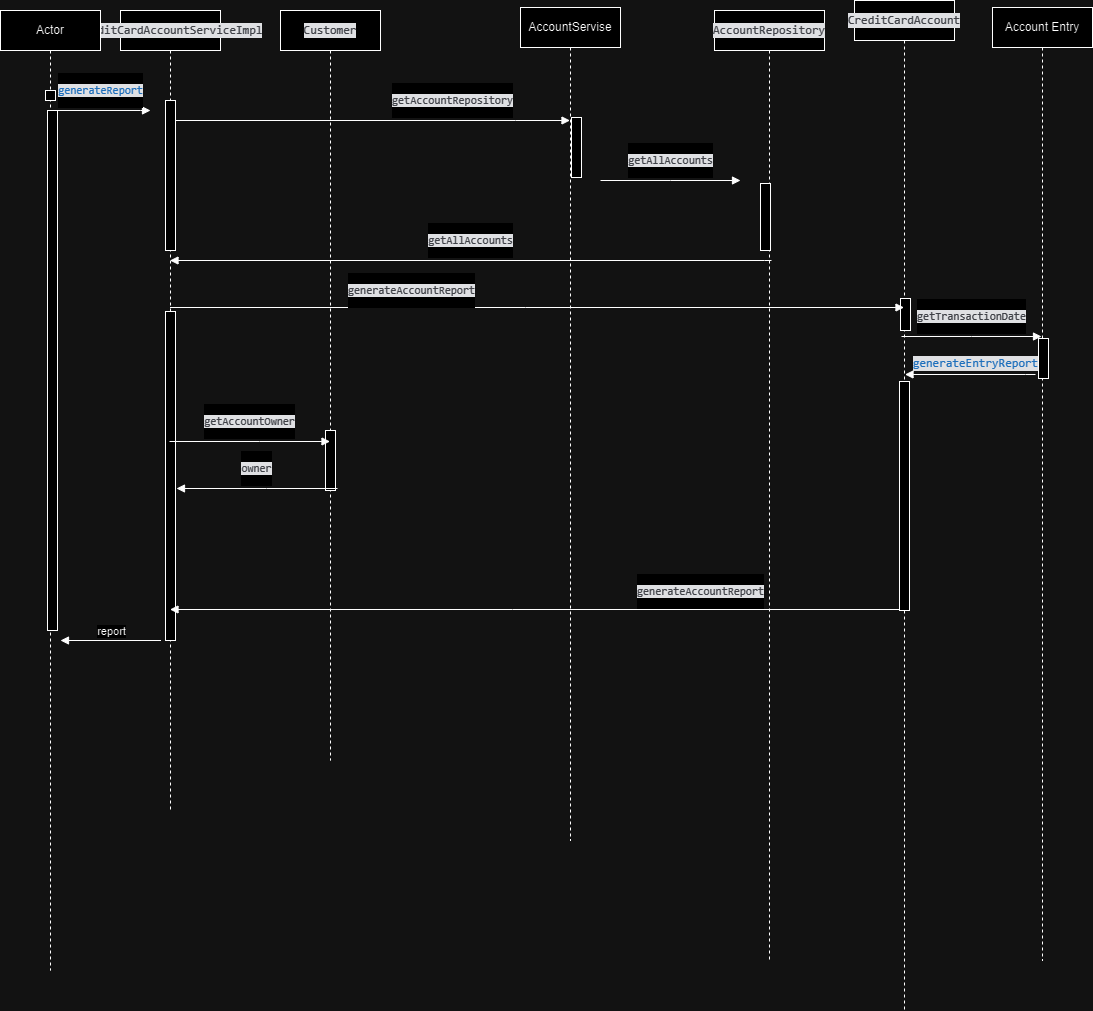 Actor
ditCardAccountServiceImpl
Customer
AccountServise
AccountRepository
CreditCardAccount
Account Entry
generateReport
getAccountRepository
getAllAccounts
getAllAccounts
generateAccountReport
getTransactionDate
generateEntryReport
getAccountOwner
owner
generateAccountReport
report